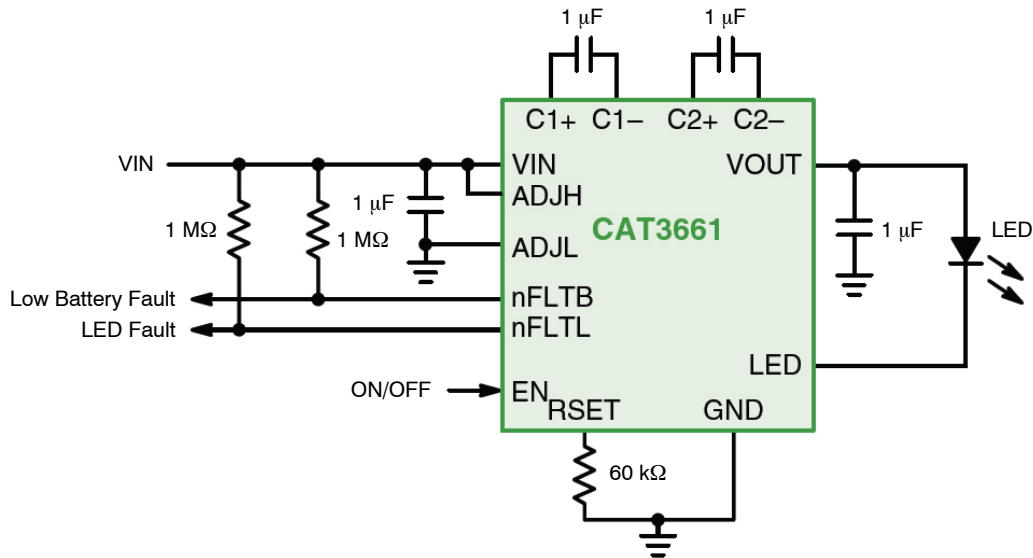 1 μF
1 μF
C1+ C1– C2+ C2–
VIN
VIN
VOUT
ADJH
1 μF
1 MΩ
1 MΩ
CAT3661
1 μF
LED
ADJL
Low Battery Fault
nFLTB
LED Fault
nFLTL
LED
ON/OFF
EN
RSET
GND
60 kΩ